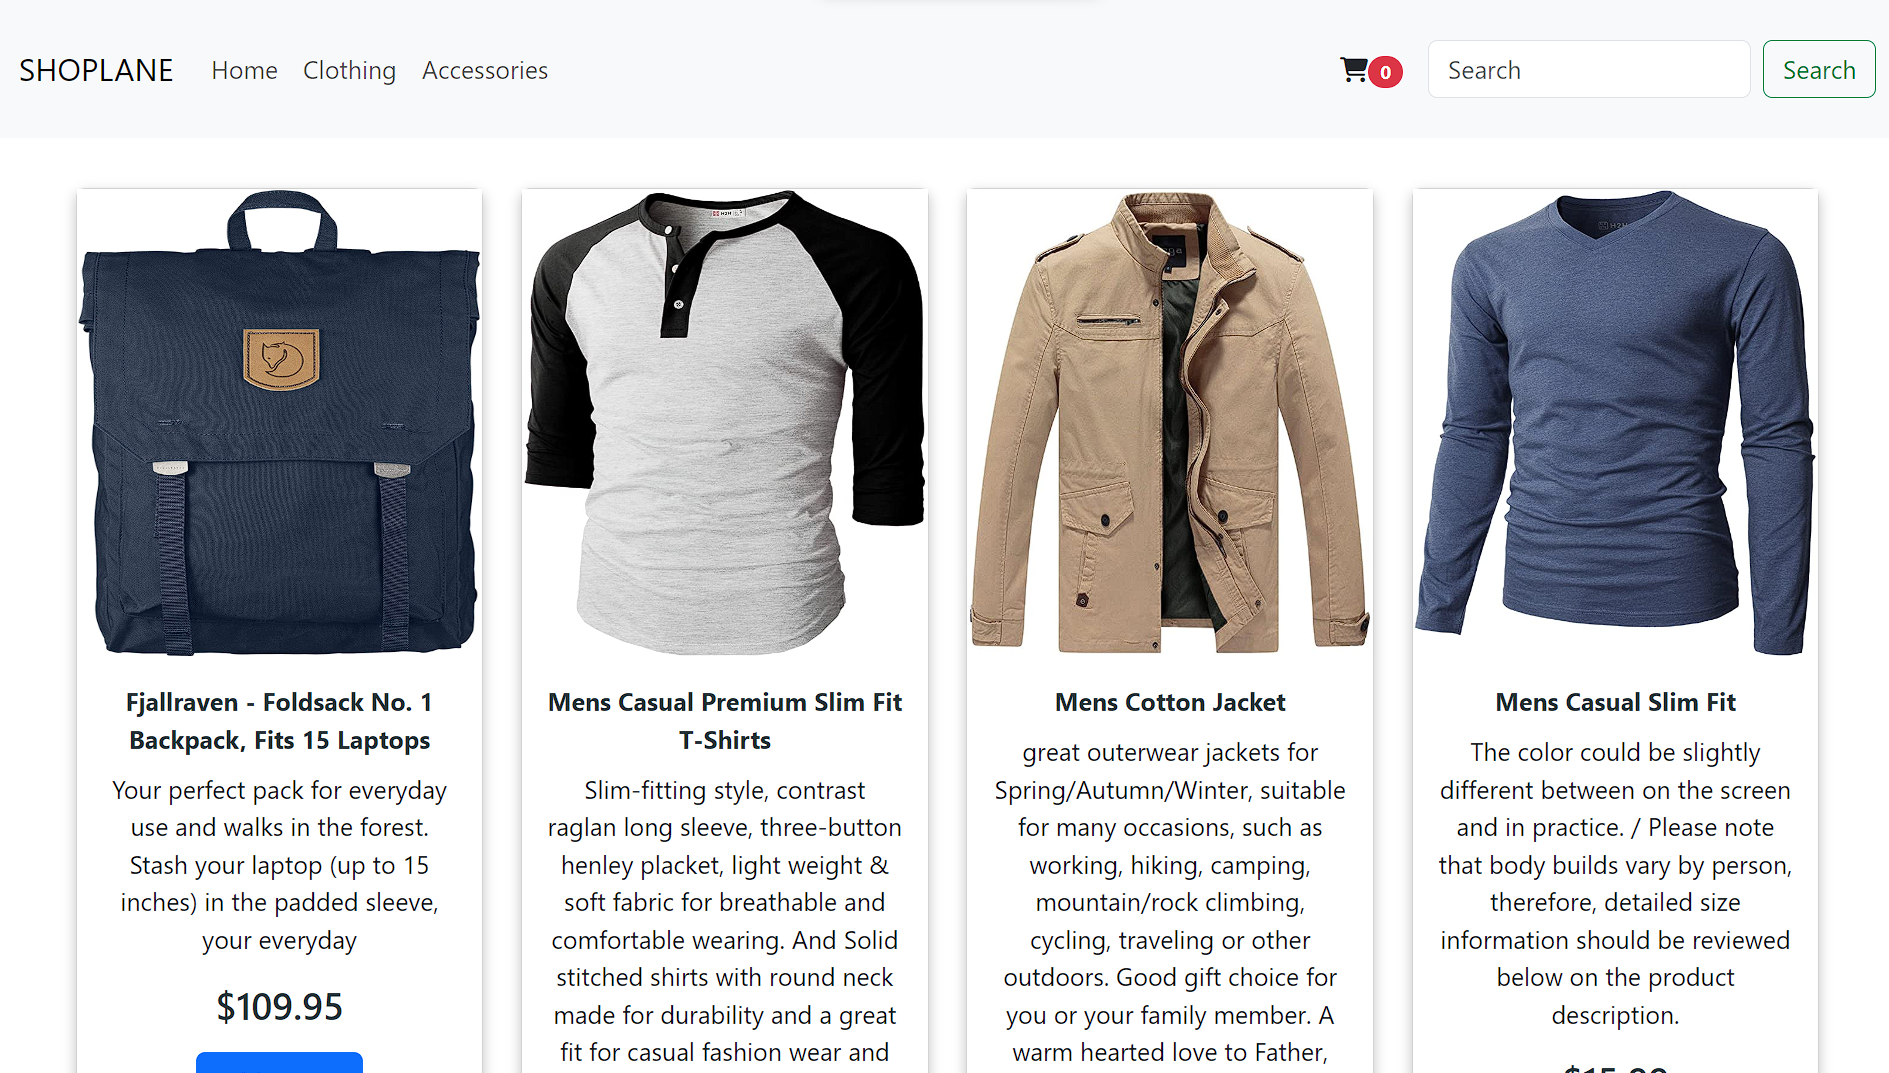 SHOPLANE Home Clothing Accessories 0 Search Search
Fjallraven - Foldsack No. 1
Backpack, Fits 15 Laptops
Your perfect pack for everyday
use and walks in the forest.
Stash your laptop (up to 15
inches) in the padded sleeve,
your everyday
$109.95
Mens Casual Premium Slim Fit
T-Shirts
Slim-fitting style, contrast
raglan long sleeve, three-button
henley placket, light weight &
soft fabric for breathable and
comfortable wearing. And Solid
stitched shirts with round neck
made for durability and a great
fit for casual fashion wear and
Mens Cotton Jacket
great outerwear jackets for
Spring/Autumn/Winter, suitable
for many occasions, such as
working, hiking, camping,
mountain/rock climbing,
cycling, traveling or other
outdoors. Good gift choice for
you or your family member. A
warm hearted love to Father,
Mens Casual Slim Fit
The color could be slightly
different between on the screen
and in practice. / Please note
that body builds vary by person,
therefore, detailed size
information should be reviewed
below on the product
description.